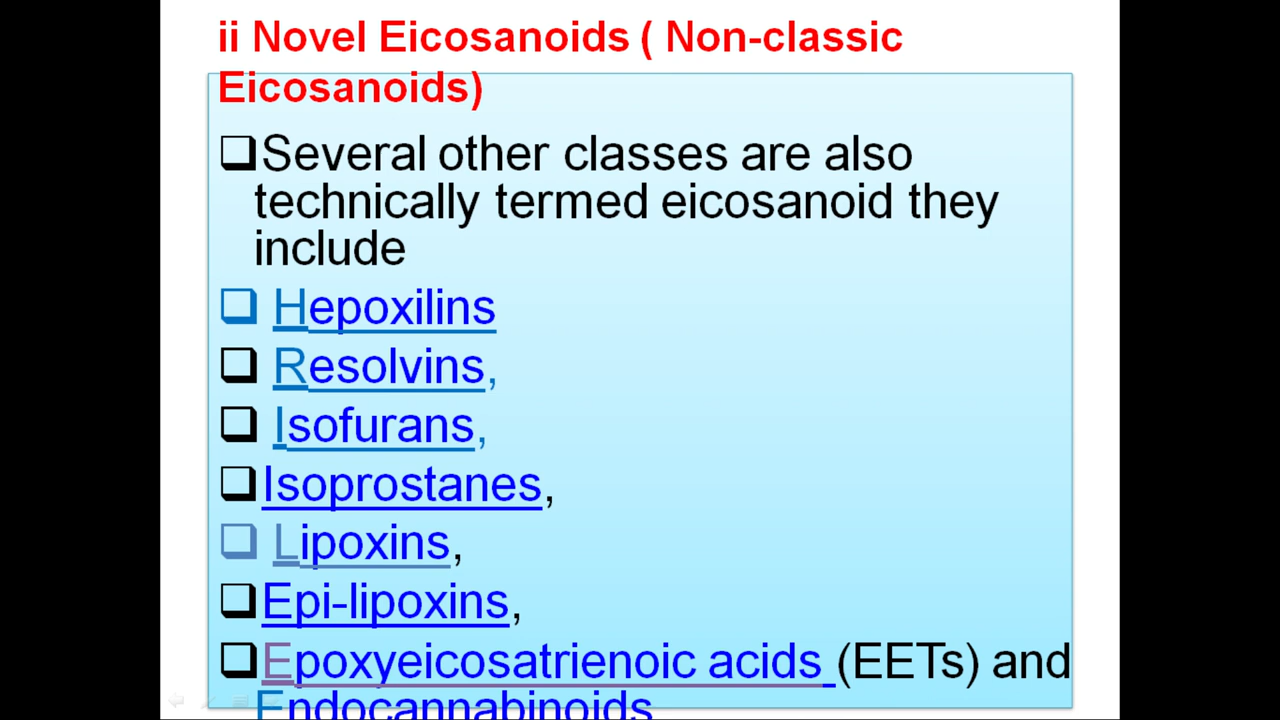 ii Novel Eicosanoids ( Non-classic
Eicosanoids)
Several other classes are also
technically termed eicosanoid they
include
Hepoxilins
Resolvins,
Isofurans,
Isoprostanes,
Lipoxins,
Epi-lipoxins,
Epoxyeicosatrienoic acids (EETs) and
Endocannabinoids